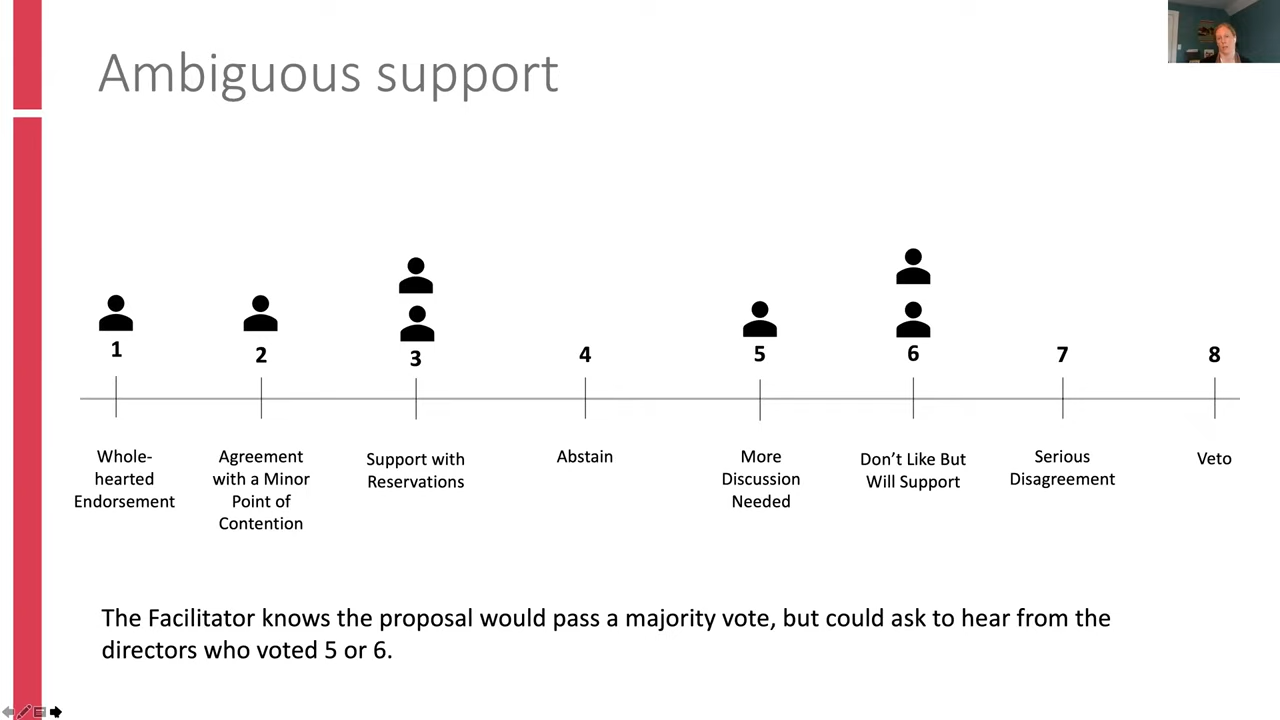 Ambiguous support
1
2
3
4
5
6
7
8
Whole-
hearted
Endorsement
Agreement
with a Minor
Point of
Contention
Support with
Reservations
Abstain
More
Discussion
Needed
Don’t Like But
Will Support
Serious
Disagreement
Veto
The Facilitator knows the proposal would pass a majority vote, but could ask to hear from the
directors who voted 5 or 6.